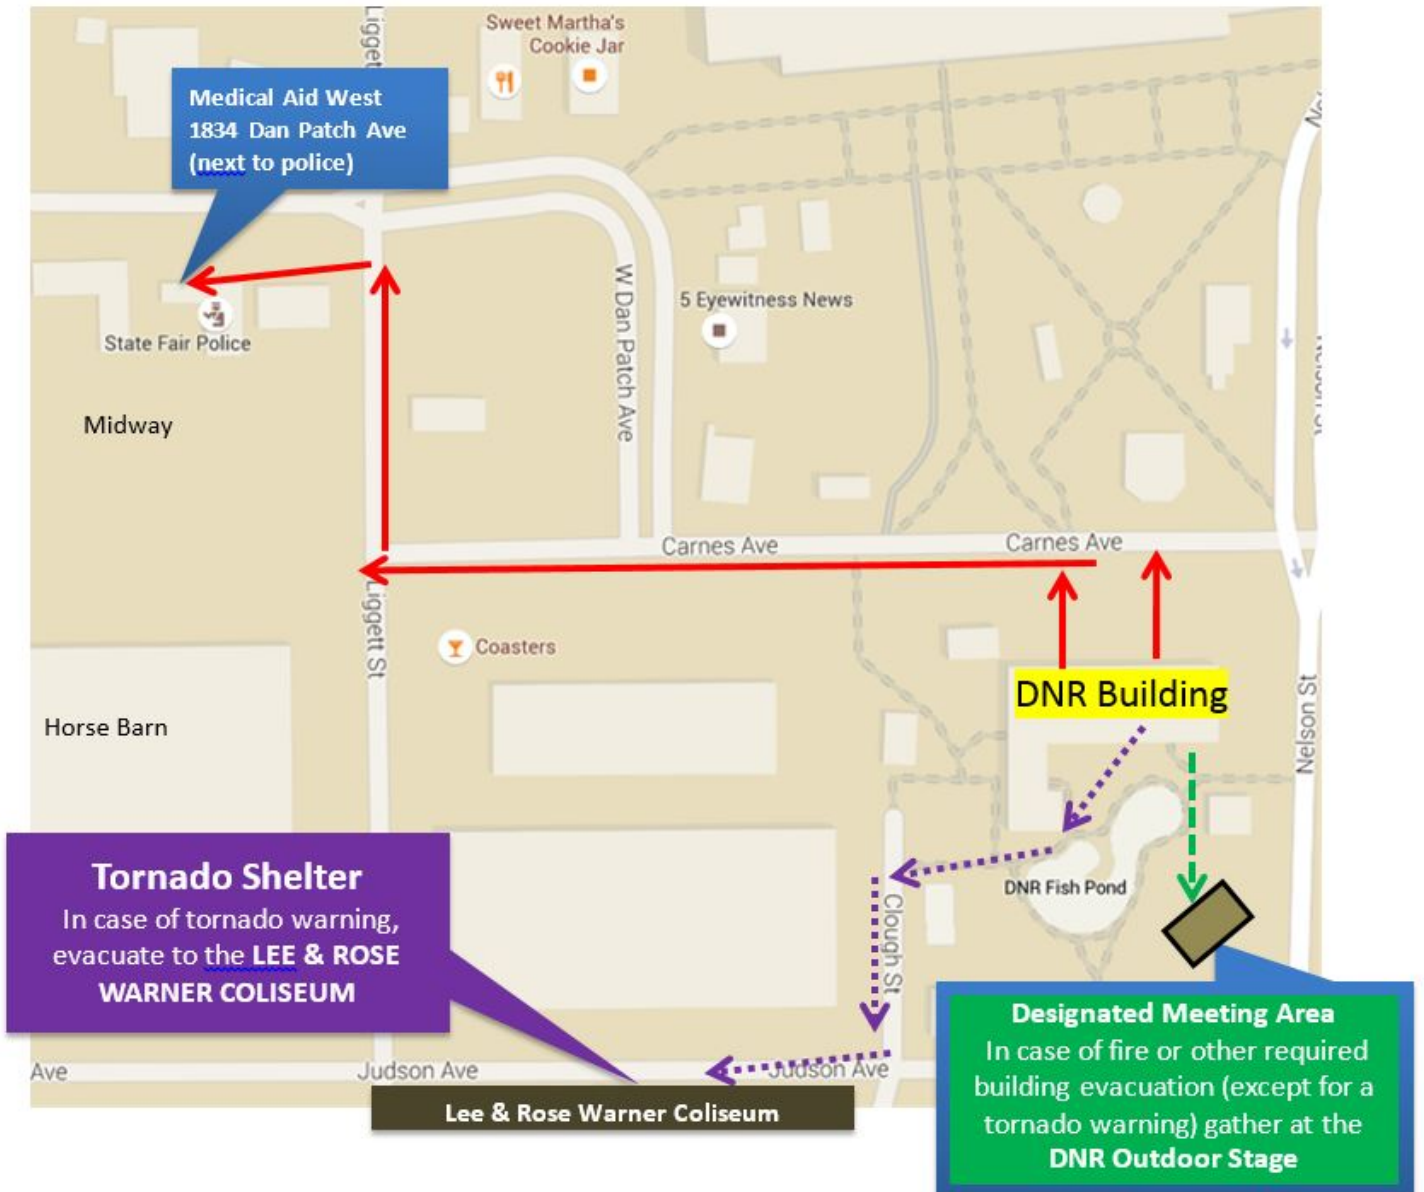 Sweet Martha's
Cookie Jar
Liggett
Medical Aid West
1834 Dan Patch Ave
(next to police)
W Dan Patch Ave
5 Eyewitness News
State Fair Police
Midway
Carnes Ave
Carnes Ave
Liggett St
Coasters
DNR Building
Nelson St
Horse Barn
Tornado Shelter
In case of tornado warning,
evacuate to the LEE & ROSE
WARNER COLISEUM
DNR Fish Pond
Clough St
Designated Meeting Area
In case of fire or other required
building evacuation (except for a
tornado warning) gather at the
DNR Outdoor Stage
Ave
Judson Ave
Judson Ave
Lee & Rose Warner Coliseum